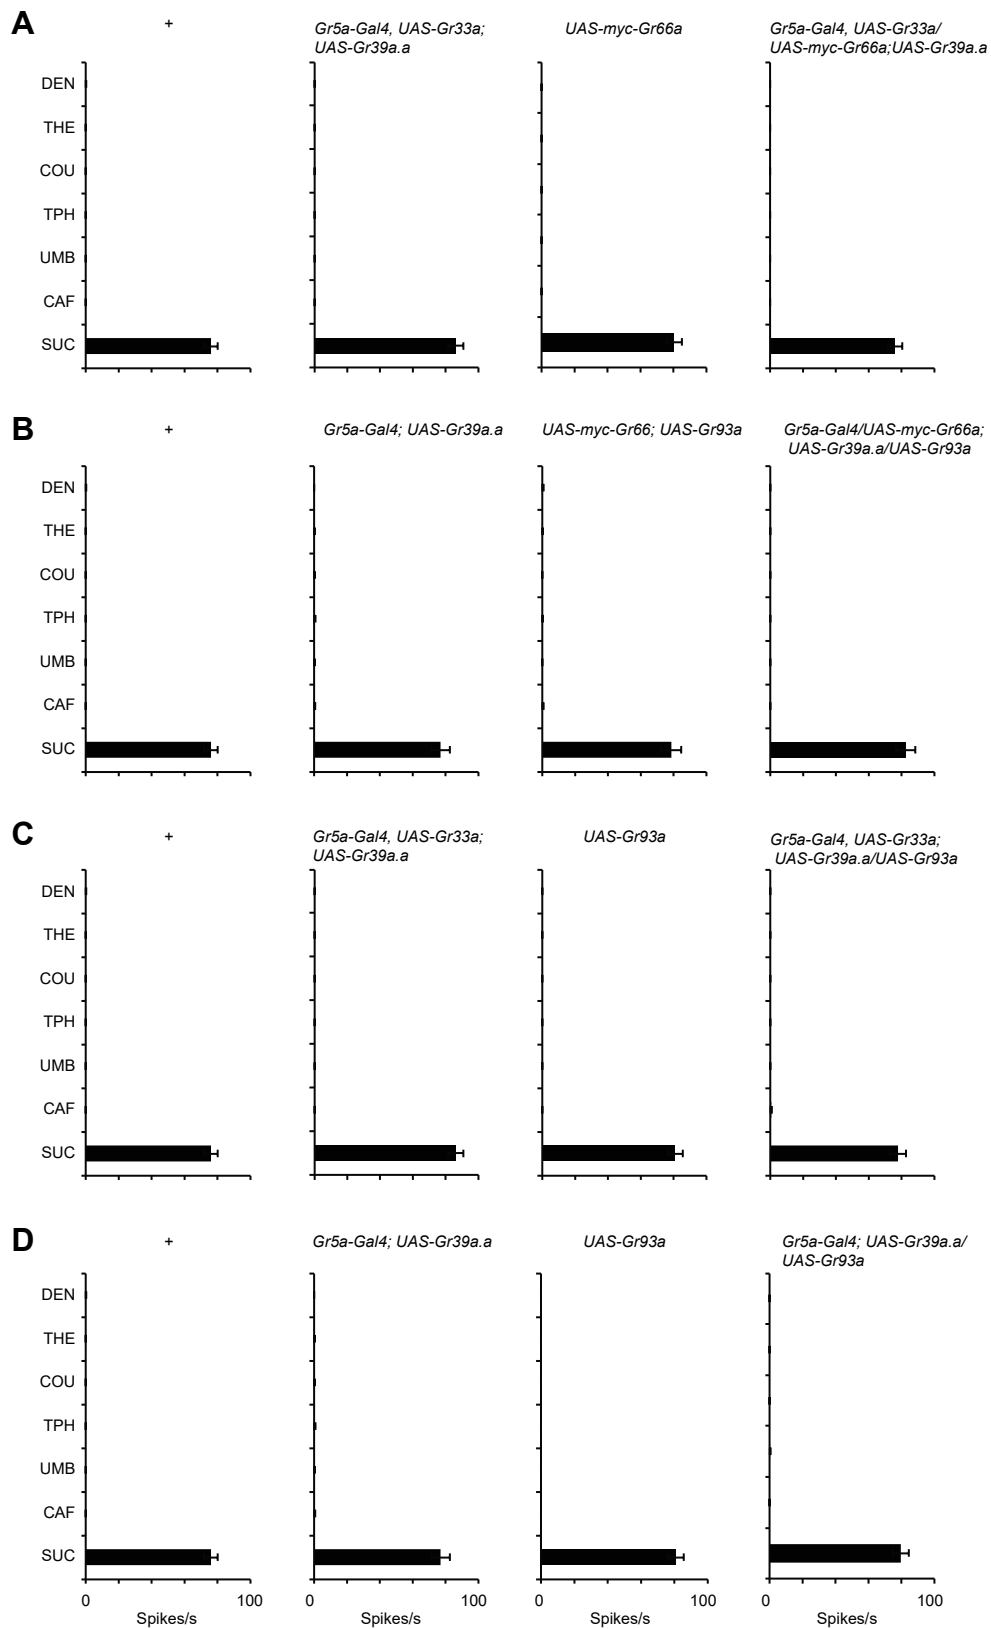 A
+
Gr5a-Gal4, UAS-Gr33a;
UAS-Gr39a.a
UAS-myc-Gr66a
Gr5a-Gal4, UAS-Gr33a/
UAS-myc-Gr66a;UAS-Gr39a.a
DEN
THE
COU
TPH
UMB
CAF
SUC
B
+
Gr5a-Gal4; UAS-Gr39a.a
UAS-myc-Gr66; UAS-Gr93a
Gr5a-Gal4/UAS-myc-Gr66a;
UAS-Gr39a.a/UAS-Gr93a
DEN
THE
COU
TPH
UMB
CAF
SUC
C
+
Gr5a-Gal4, UAS-Gr33a;
UAS-Gr39a.a
UAS-Gr93a
Gr5a-Gal4, UAS-Gr33a;
UAS-Gr39a.a/UAS-Gr93a
DEN
THE
COU
TPH
UMB
CAF
SUC
D
+
Gr5a-Gal4; UAS-Gr39a.a
UAS-Gr93a
Gr5a-Gal4; UAS-Gr39a.a/
UAS-Gr93a
DEN
THE
COU
TPH
UMB
CAF
SUC
0 100 0 100 0 100 0 100
Spikes/s Spikes/s Spikes/s Spikes/s